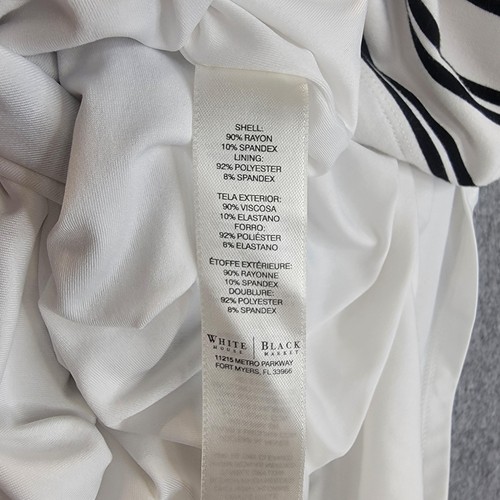 SHELL:
90% RAYON
10% SPANDEX
LINING:
92% POLYESTER
8% SPANDEX
TELA EXTERIOR:
90% VISCOSA
10% ELASTANO
FORRO:
92% POLIÉSTER
8% ELASTANO
ÉTOFFE EXTÉRIEURE:
90% RAYONNE
10% SPANDEX
DOUBLURE:
92% POLYESTER
8% SPANDEX
WHITE HOUSE | BLACK MARKET
11215 METRO PARKWAY
FORT MYERS, FL 33966